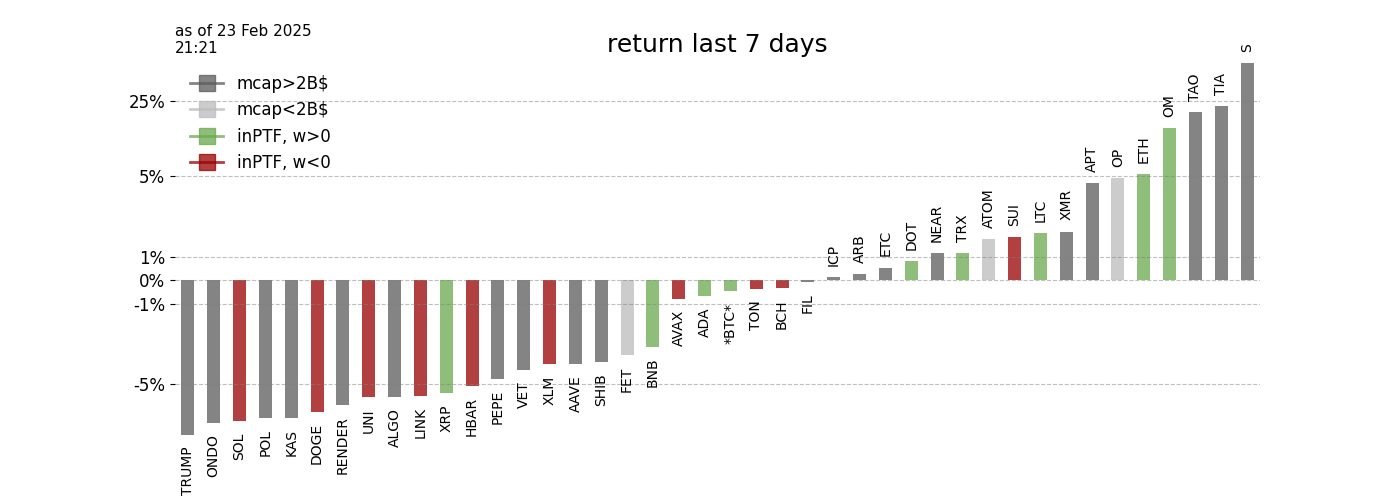 as of 23 Feb 2025
21:21
return last 7 days
mcap>2B$
mcap<2B$
inPTF, w>0
inPTF, w<0
25%
5%
1%
0%
-1%
-5%
TRUMP
ONDO
SOL
POL
KAS
DOGE
RENDER
UNI
ALGO
LINK
XRP
HBAR
PEPE
VET
XLM
AAVE
SHIB
FET
BNB
AVAX
ADA
*BTC*
TON
BCH
FIL
ICP
ARB
ETC
DOT
NEAR
TRX
ATOM
SUI
LTC
XMR
APT
OP
ETH
OM
TAO
TIA
S